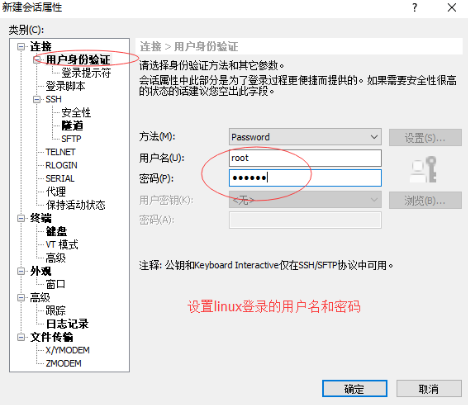 新建会话属性
类别(C):
连接
用户身份验证
登录提示符
登录脚本
SSH
安全性
隧道
SFTP
TELNET
RLOGIN
SERIAL
代理
保持活动状态
终端
键盘
VT 模式
高级
外观
窗口
高级
跟踪
日志记录
文件传输
X/YMODEM
ZMODEM
连接 > 用户身份验证
请选择身份验证方法和其它参数。
会话属性中此部分是为了登录过程更便捷而提供的。如果需要安全性很高
的状态的话建议您空出此字段。
方法(M): Password 设置(S)...
用户名(U): root
密码(P): ●●●●●●
用户密钥(K): <无> 浏览(B)...
密码(A):
注释: 公钥和Keyboard Interactive仅在SSH/SFTP协议中可用。
设置linux登录的用户名和密码
确定 取消